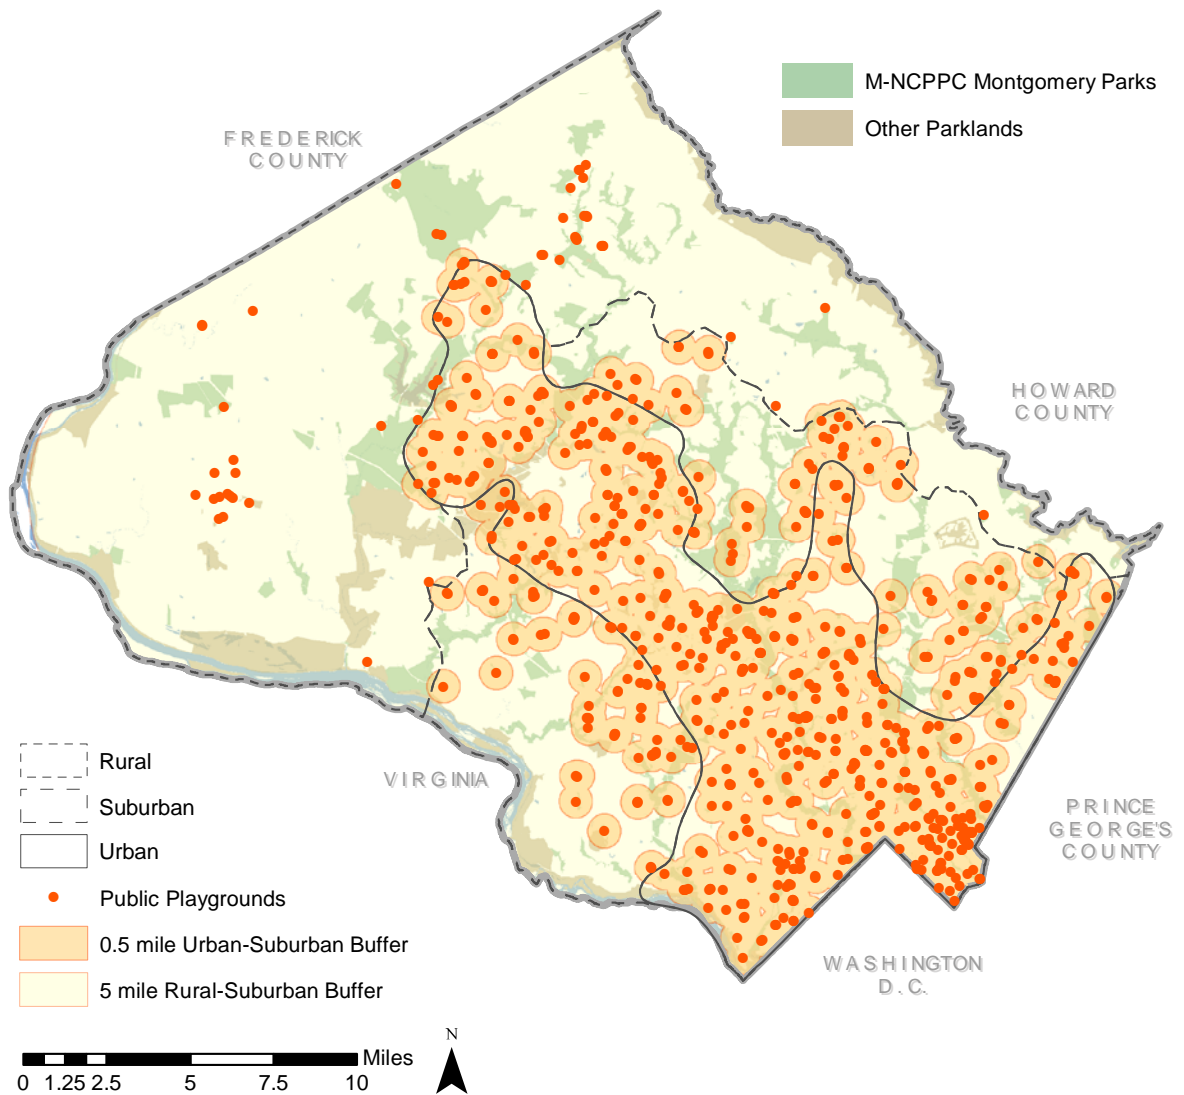 M-NCPPC Montgomery Parks
Other Parklands
FREDERICK
COUNTY
HOWARD
COUNTY
VIRGINIA
PRINCE
GEORGE'S
COUNTY
WASHINGTON
D.C.
Rural
Suburban
Urban
Public Playgrounds
0.5 mile Urban-Suburban Buffer
5 mile Rural-Suburban Buffer
Miles
0 1.25 2.5 5 7.5 10
N